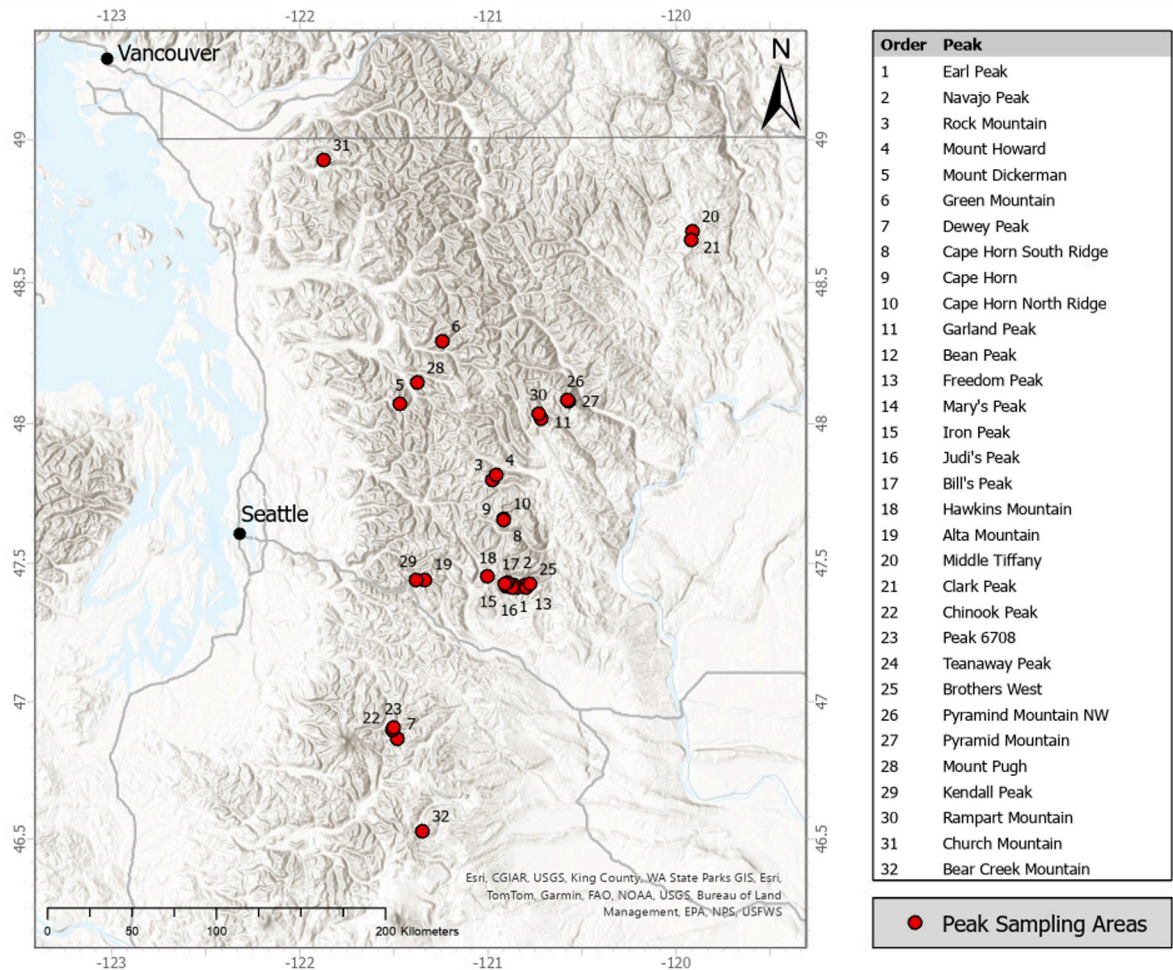 -123 -122 -121 -120
Vancouver
N
49 49
31
20
21
48.5 48.5
6
28
5
26
30
27
11
48 48
4
3
10
9
8
Seattle
47.5 47.5
29 19 18 17 2 25
15 16 1 13
47 47
23
22 7
32
46.5 46.5
Esri, CGIAR, USGS, King County, WA State Parks GIS, Esri,
TomTom, Garmin, FAO, NOAA, USGS, Bureau of Land
Management, EPA, NPS, USFWS
0 50 100 200 Kilometers
-123 -122 -121 -120
Order Peak
1 Earl Peak
2 Navajo Peak
3 Rock Mountain
4 Mount Howard
5 Mount Dickerman
6 Green Mountain
7 Dewey Peak
8 Cape Horn South Ridge
9 Cape Horn
10 Cape Horn North Ridge
11 Garland Peak
12 Bean Peak
13 Freedom Peak
14 Mary's Peak
15 Iron Peak
16 Judi's Peak
17 Bill's Peak
18 Hawkins Mountain
19 Alta Mountain
20 Middle Tiffany
21 Clark Peak
22 Chinook Peak
23 Peak 6708
24 Teanaway Peak
25 Brothers West
26 Pyramind Mountain NW
27 Pyramid Mountain
28 Mount Pugh
29 Kendall Peak
30 Rampart Mountain
31 Church Mountain
32 Bear Creek Mountain
Peak Sampling Areas